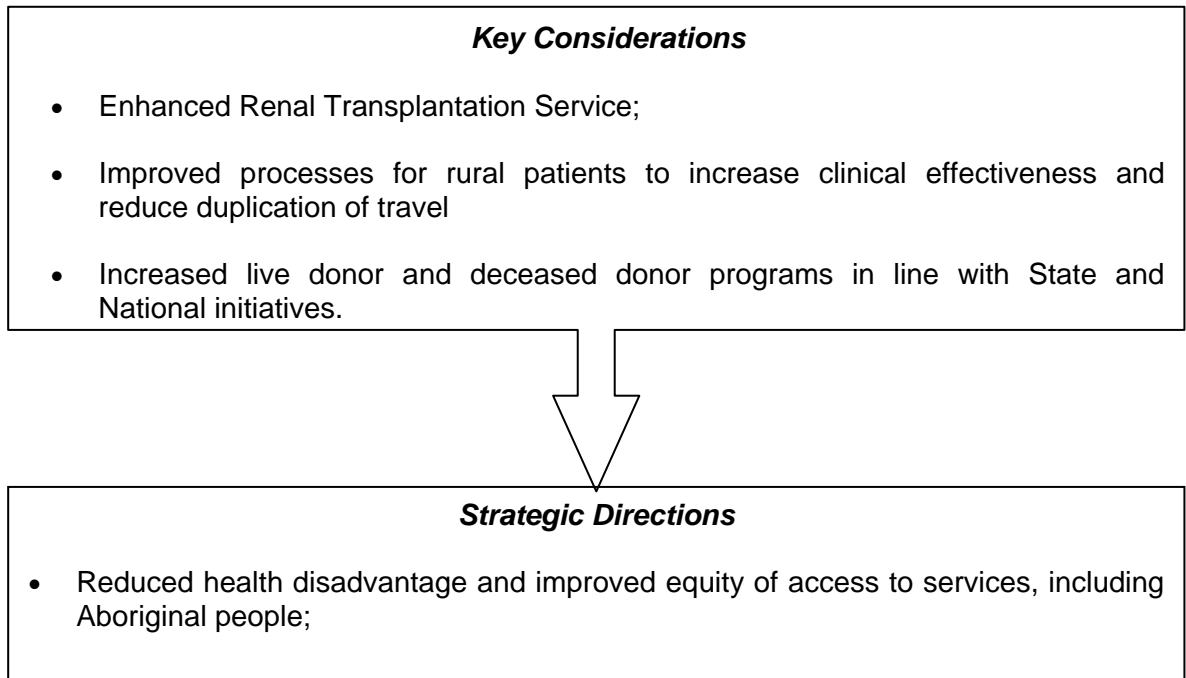 Key Considerations
• Enhanced Renal Transplantation Service;
• Improved processes for rural patients to increase clinical effectiveness and
reduce duplication of travel
• Increased live donor and deceased donor programs in line with State and
National initiatives.
Strategic Directions
• Reduced health disadvantage and improved equity of access to services, including
Aboriginal people;